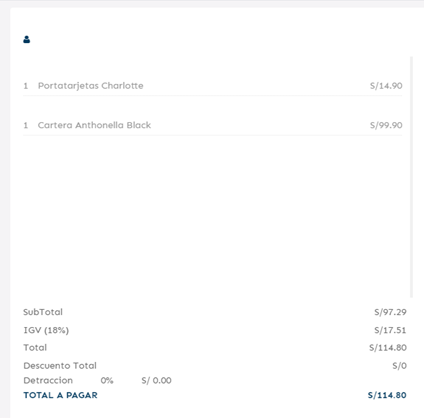 1 Portatarjetas Charlotte S/14.90
1 Cartera Anthonella Black S/99.90
SubTotal S/97.29
IGV (18%) S/17.51
Total S/114.80
Descuento Total S/0
Detraccion 0% S/ 0.00
TOTAL A PAGAR S/114.80